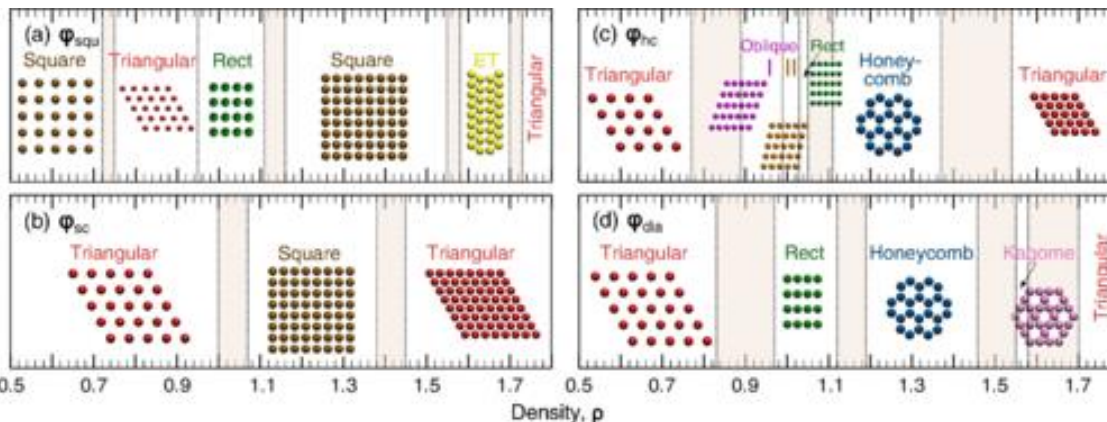 (a) φsqu
Square
Triangular
Rect
Square
ET
Triangular
(b) φsc
Triangular
Square
Triangular
(c) φhc
Triangular
Oblique
I
II
Rect
Honey-
comb
Triangular
(d) φdia
Triangular
Rect
Honeycomb
Kagome
Triangular
0.5 0.7 0.9 1.1 1.3 1.5 1.7
0.5 0.7 0.9 1.1 1.3 1.5 1.7
Density, ρ